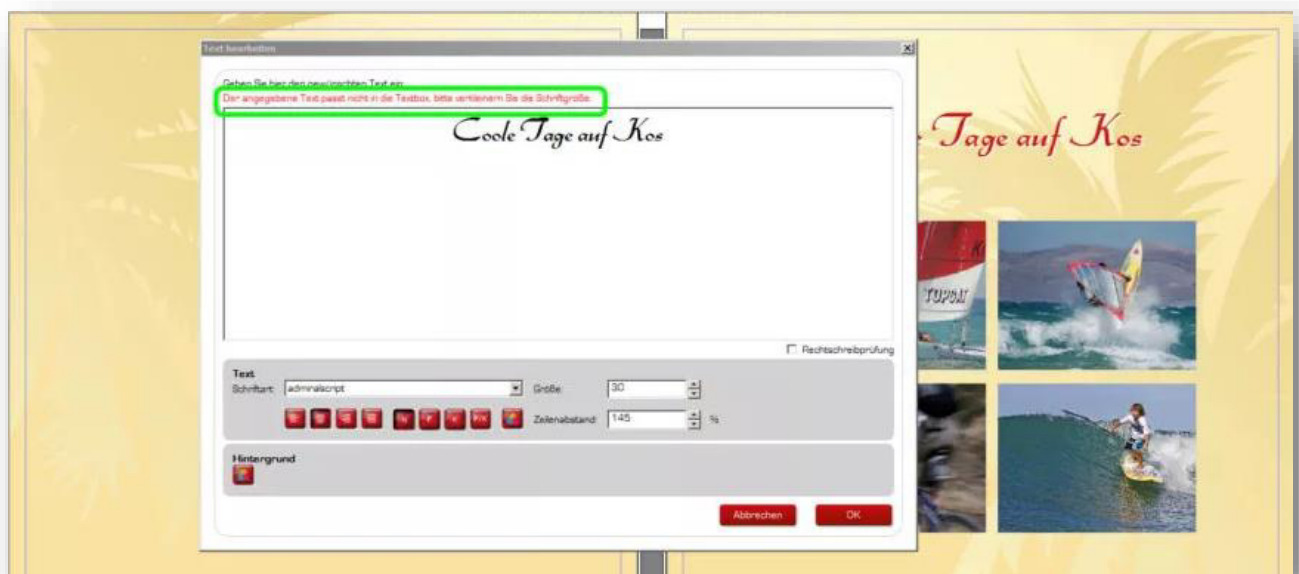 Text bearbeiten
Geben Sie hier den gewünschten Text ein:
Der angegebene Text passt nicht in die Textbox, bitte verkleinern Sie die Schriftgröße.
Coole Tage auf Kos
Tage auf Kos
TOPCAT
Rechtschreibprüfung
Text
Schriftart: admiralscript Größe: 30
N F K F/K Zeilenabstand: 145 %
Hintergrund
Abbrechen OK